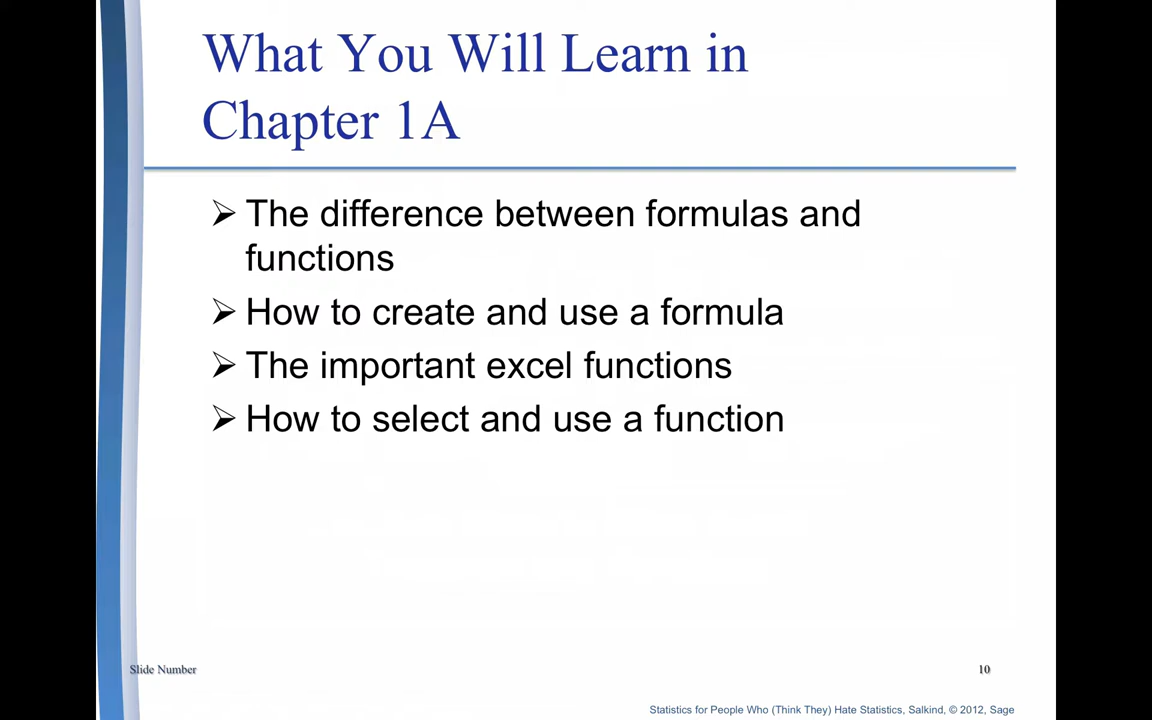 What You Will Learn in
Chapter 1A
The difference between formulas and
functions
How to create and use a formula
The important excel functions
How to select and use a function
Slide Number
10
Statistics for People Who (Think They) Hate Statistics, Salkind, © 2012, Sage